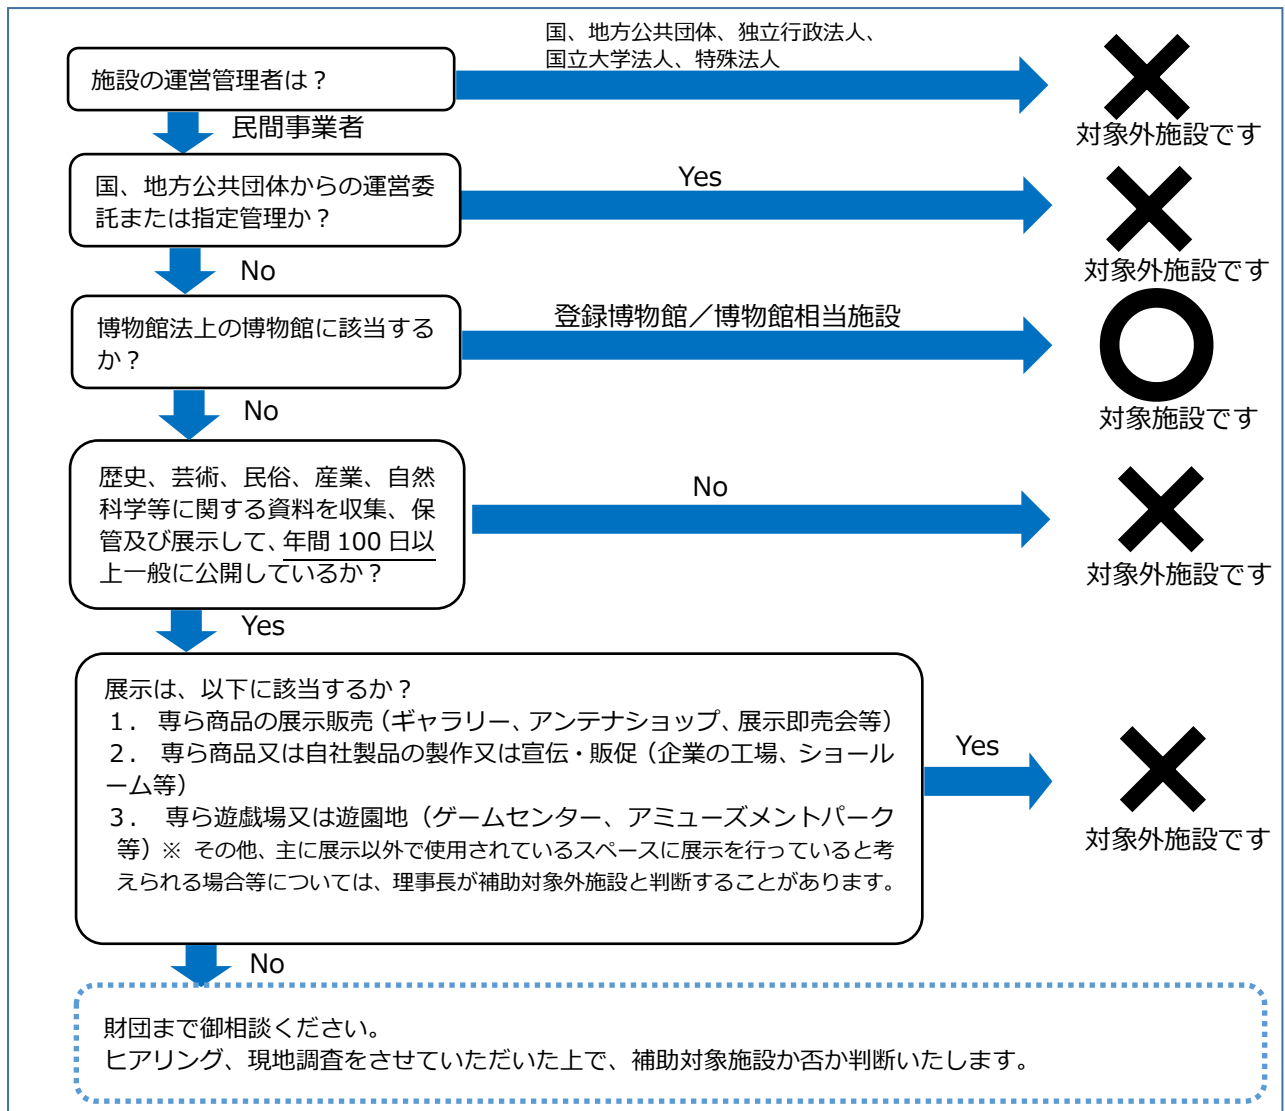 国、地方公共団体、独立行政法人、
国立大学法人、特殊法人
施設の運営管理者は？
対象外施設です
民間事業者
国、地方公共団体からの運営委
託または指定管理か？
Yes
対象外施設です
No
博物館法上の博物館に該当する
か？
登録博物館／博物館相当施設
対象施設です
No
歴史、芸術、民俗、産業、自然
科学等に関する資料を収集、保
管及び展示して、年間 100 日以
上一般に公開しているか？
No
対象外施設です
Yes
展示は、以下に該当するか？
１． 専ら商品の展示販売（ギャラリー、アンテナショップ、展示即売会等）
２． 専ら商品又は自社製品の製作又は宣伝・販促（企業の工場、ショール
ーム等）
３． 専ら遊戯場又は遊園地（ゲームセンター、アミューズメントパーク
等）※ その他、主に展示以外で使用されているスペースに展示を行っていると考
えられる場合等については、理事長が補助対象外施設と判断することがあります。
Yes
対象外施設です
No
財団まで御相談ください。
ヒアリング、現地調査をさせていただいた上で、補助対象施設か否か判断いたします。